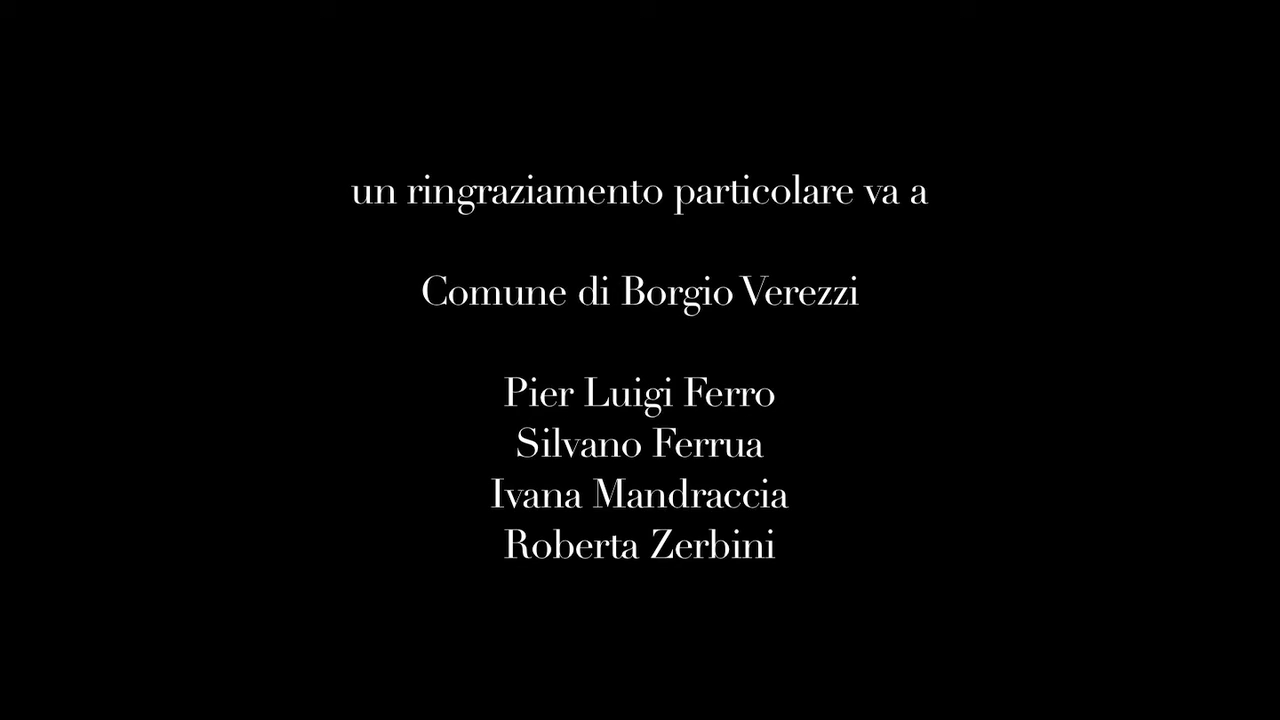 un ringraziamento particolare va a
Comune di Borgio Verezzi
Pier Luigi Ferro
Silvano Ferrua
Ivana Mandraccia
Roberta Zerbini